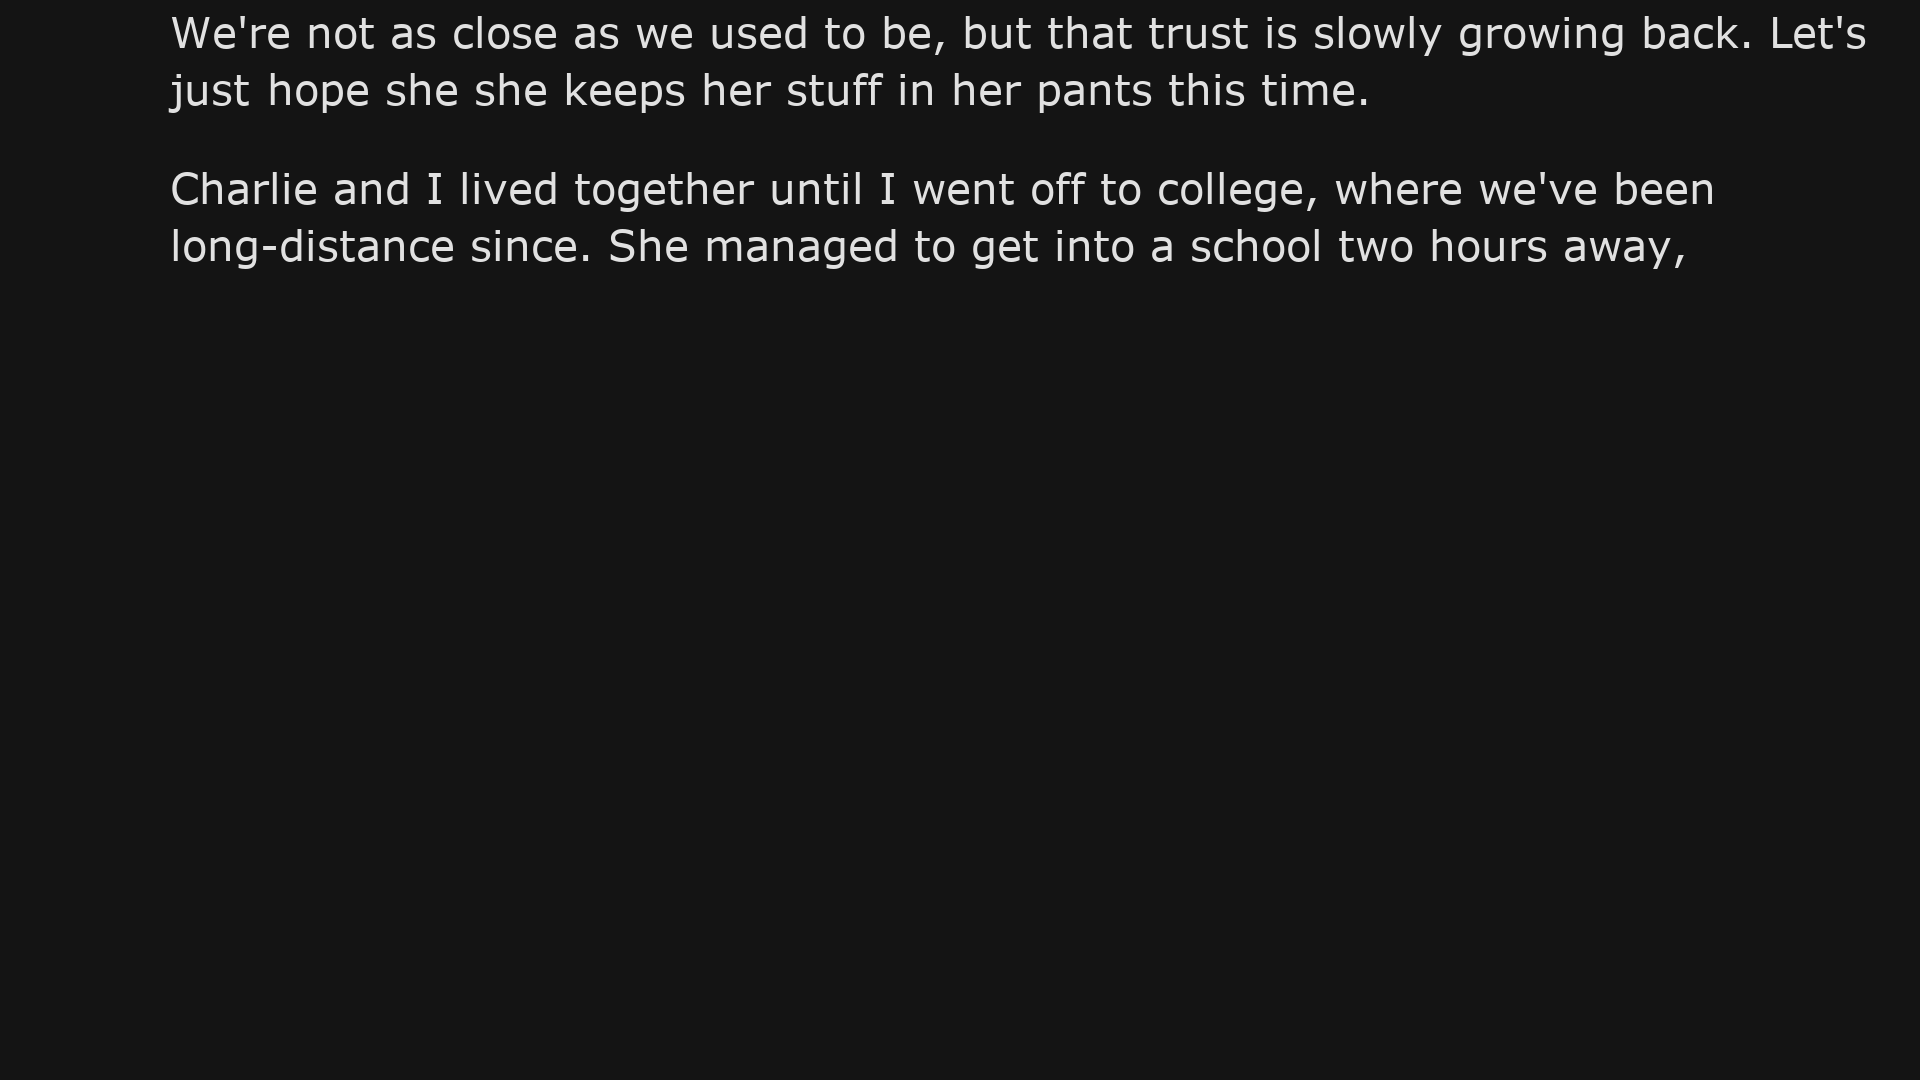 We're not as close as we used to be, but that trust is slowly growing back. Let's
just hope she she keeps her stuff in her pants this time.
Charlie and I lived together until I went off to college, where we've been
long-distance since. She managed to get into a school two hours away,